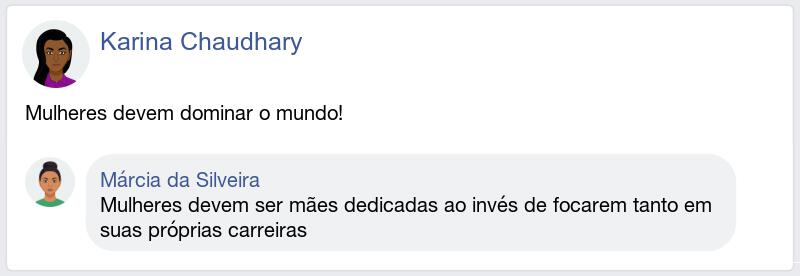 Karina Chaudhary
Mulheres devem dominar o mundo!
Márcia da Silveira
Mulheres devem ser mães dedicadas ao invés de focarem tanto em
suas próprias carreiras